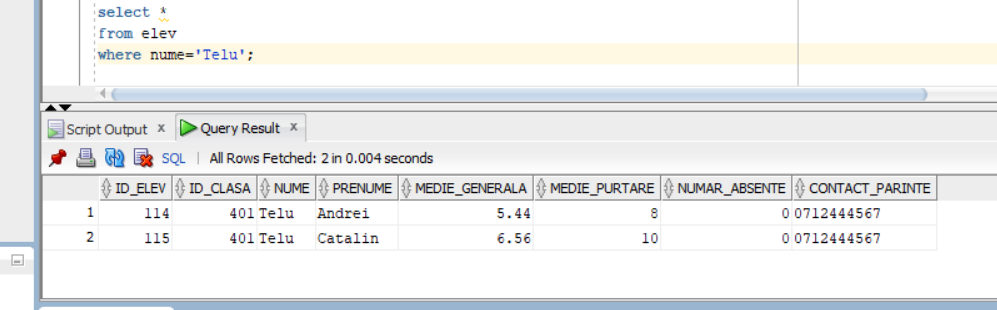 select *
from elev
where nume='Telu';
Script Output x Query Result x
SQL | All Rows Fetched: 2 in 0.004 seconds
ID_ELEV ID_CLASA NUME PRENUME MEDIE_GENERALA MEDIE_PURTARE NUMAR_ABSENTE CONTACT_PARINTE
1 114 401 Telu Andrei 5.44 8 0 0712444567
2 115 401 Telu Catalin 6.56 10 0 0712444567